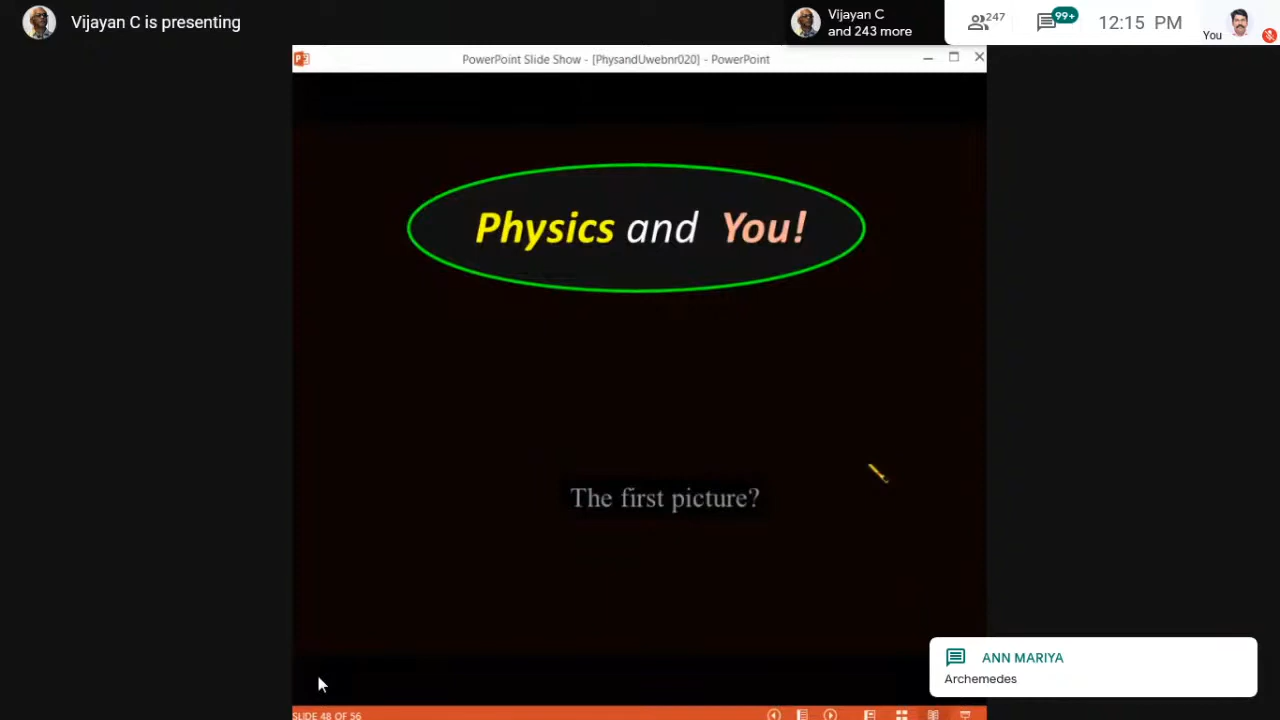 Vijayan C is presenting
Vijayan C
and 243 more
247
99+
12:15 PM
You
PowerPoint Slide Show - [PhysandUwebnr020] - PowerPoint
Physics and You!
The first picture?
ANN MARIYA
Archemedes
SLIDE 48 OF 56